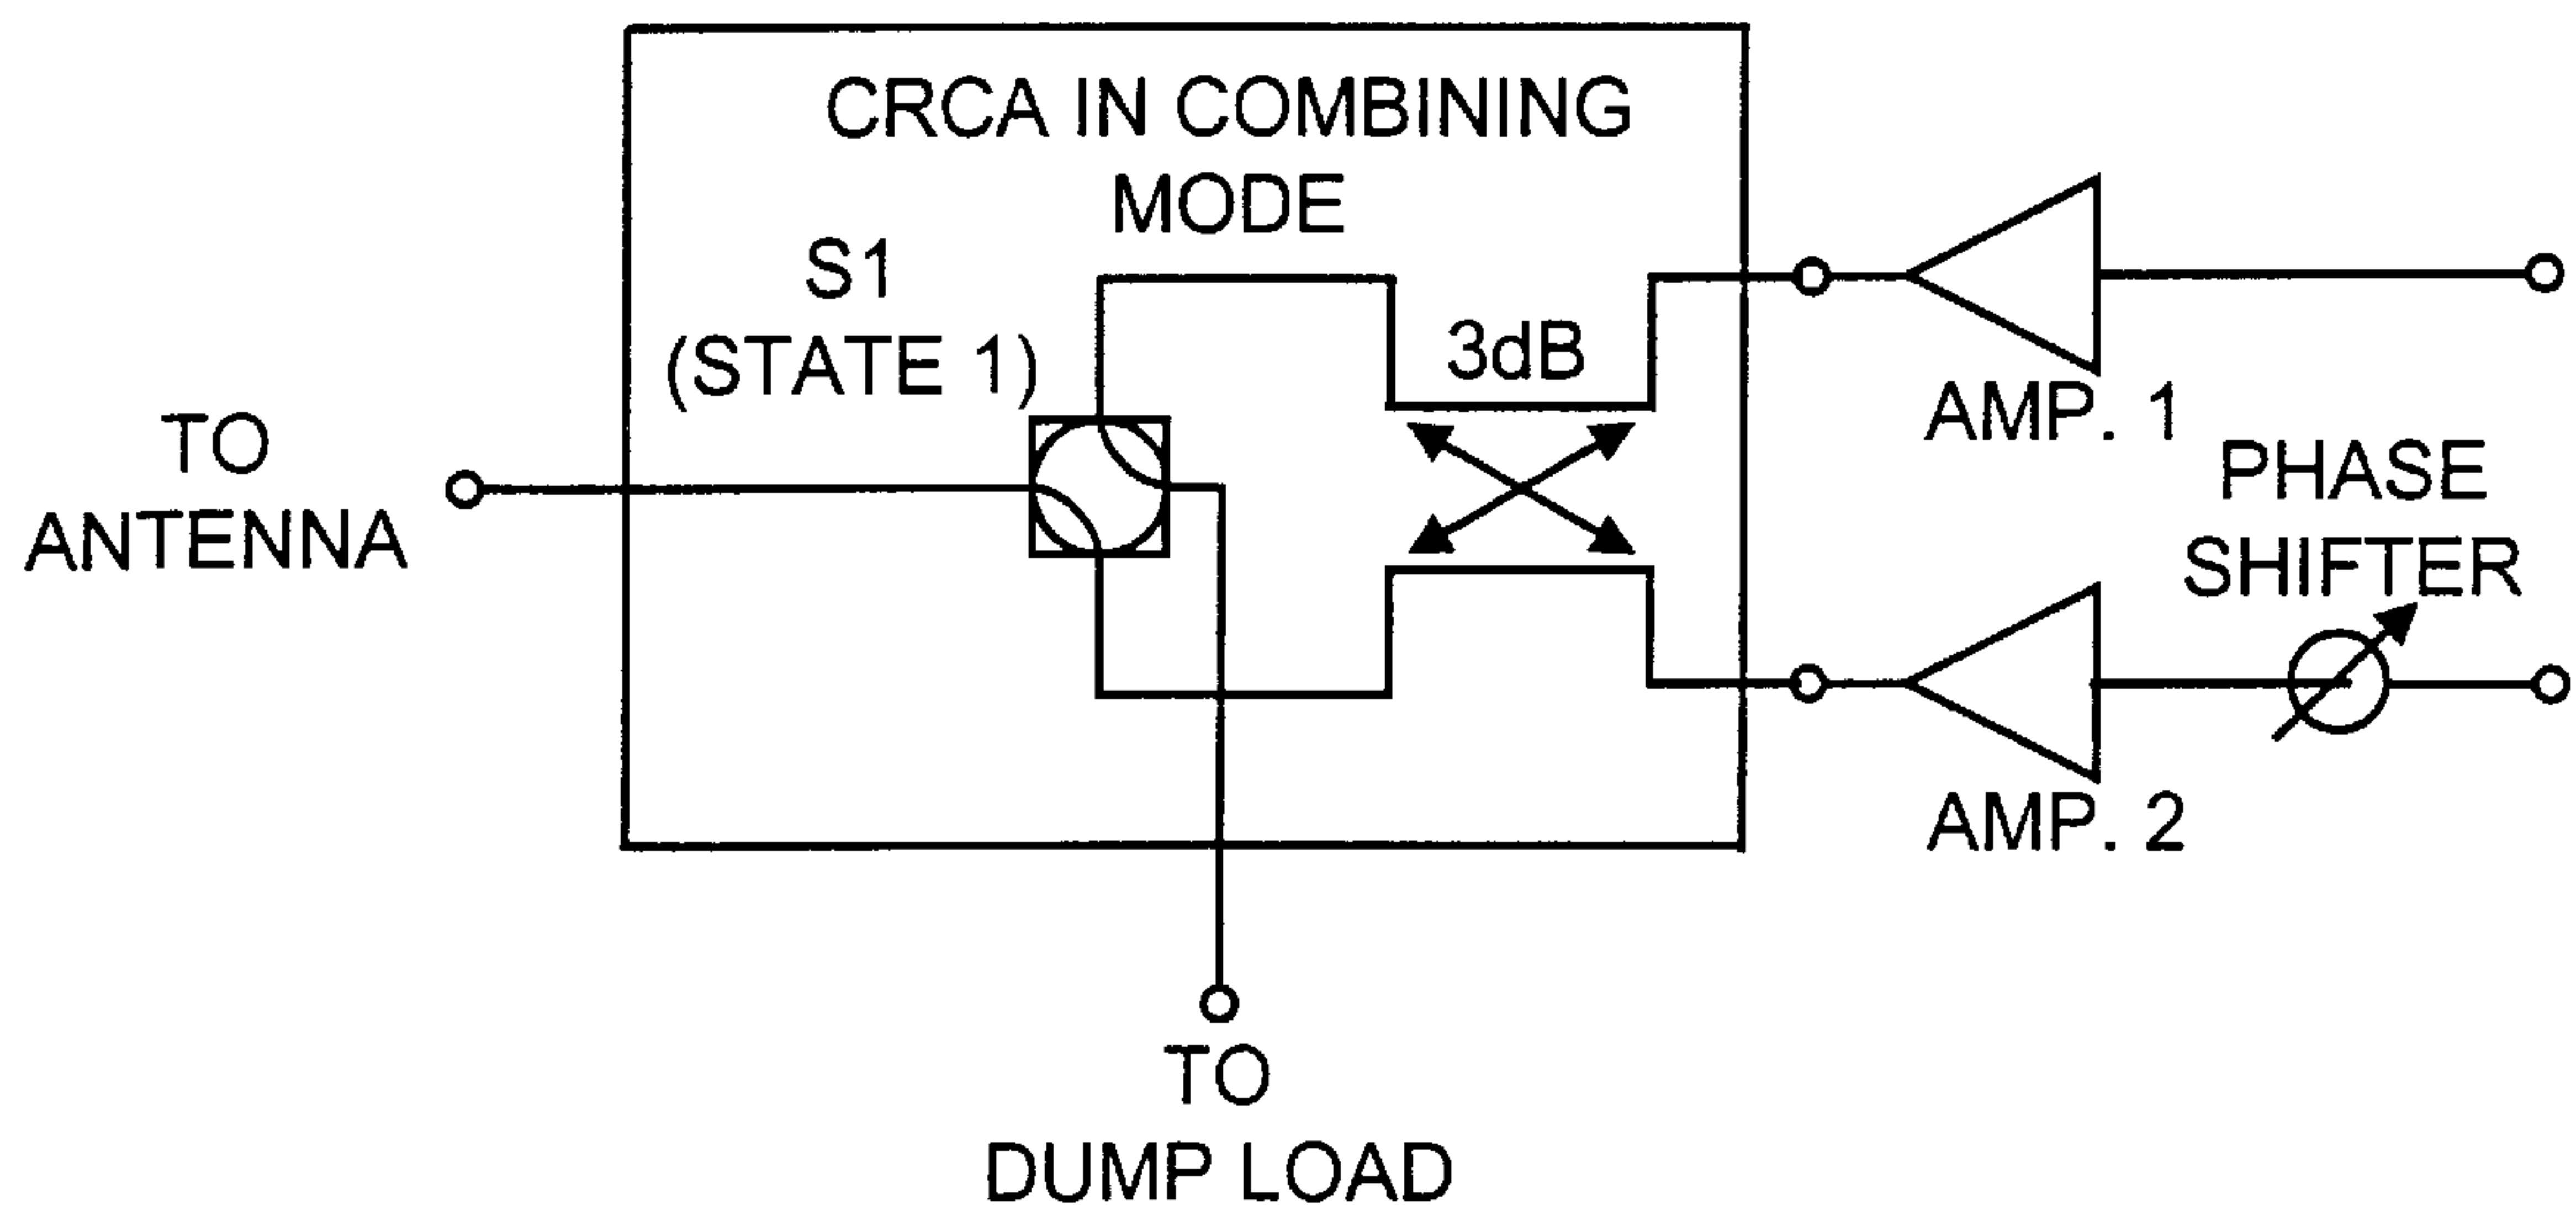 CRCA IN COMBINING
MODE
S1
(STATE 1)
3dB
TO
ANTENNA
AMP. 1
PHASE
SHIFTER
AMP. 2
TO
DUMP LOAD